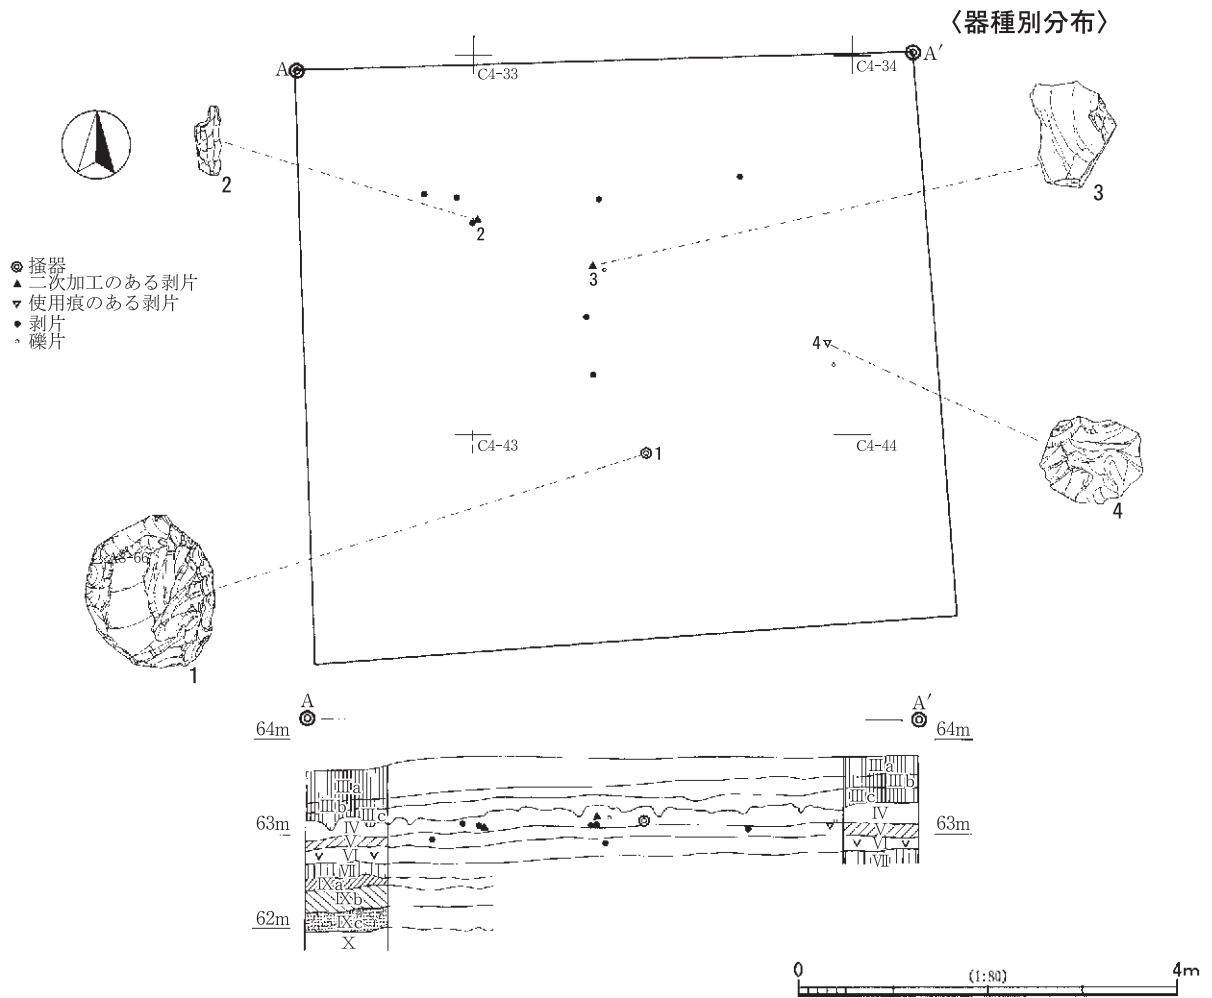 〈器種別分布〉
A
A′
C4-33
C4-34
2
3
2
3
掻器
二次加工のある剥片
使用痕のある剥片
剥片
礫片
4
C4-43
C4-44
1
4
1
A
A′
64m
64m
Ⅲa
Ⅲb
Ⅲc
Ⅲa
Ⅲb
Ⅲc
63m
63m
Ⅳ
Ⅴ
Ⅵ
Ⅶ
Ⅳ
Ⅴ
Ⅵ
Ⅶ
Ⅸa
Ⅸb
Ⅸc
Ⅹ
62m
0
(1:80)
4m